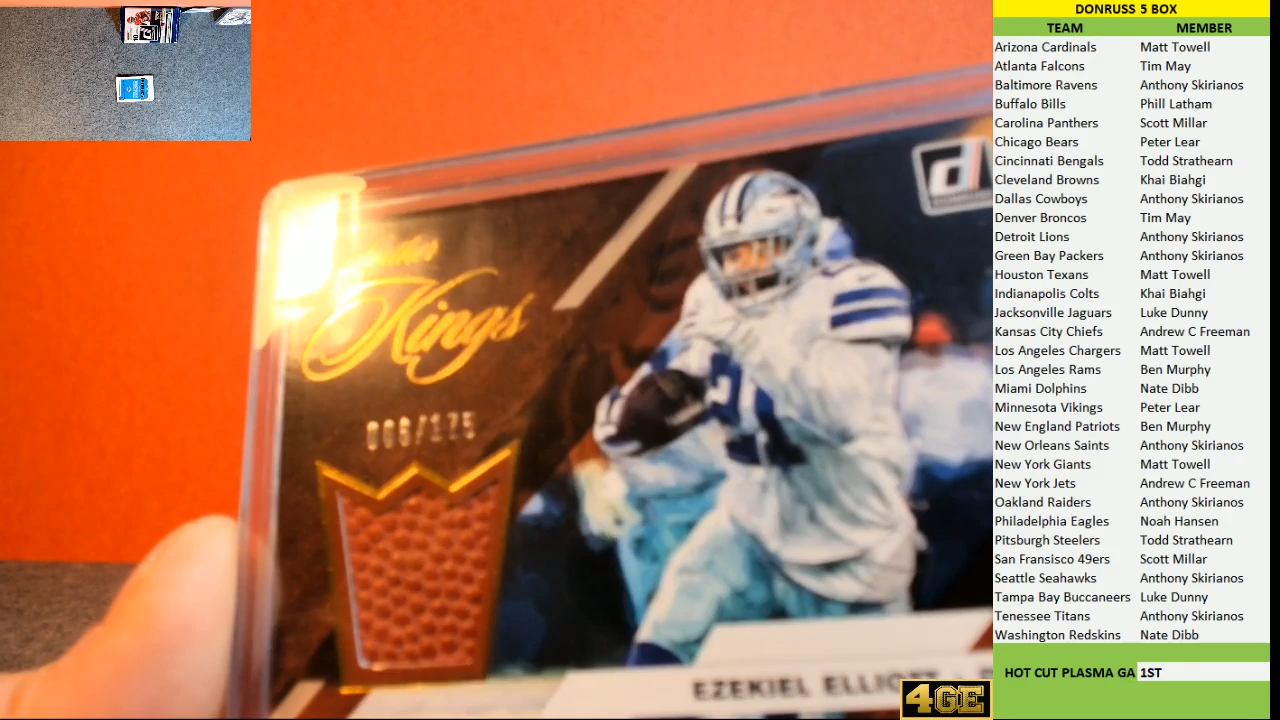 Kings
006/175
EZEKIEL ELLIOTT
4GE
DONRUSS 5 BOX
TEAM MEMBER
Arizona Cardinals Matt Towell
Atlanta Falcons Tim May
Baltimore Ravens Anthony Skirianos
Buffalo Bills Phill Latham
Carolina Panthers Scott Millar
Chicago Bears Peter Lear
Cincinnati Bengals Todd Strathearn
Cleveland Browns Khai Biahgi
Dallas Cowboys Anthony Skirianos
Denver Broncos Tim May
Detroit Lions Anthony Skirianos
Green Bay Packers Anthony Skirianos
Houston Texans Matt Towell
Indianapolis Colts Khai Biahgi
Jacksonville Jaguars Luke Dunny
Kansas City Chiefs Andrew C Freeman
Los Angeles Chargers Matt Towell
Los Angeles Rams Ben Murphy
Miami Dolphins Nate Dibb
Minnesota Vikings Peter Lear
New England Patriots Ben Murphy
New Orleans Saints Anthony Skirianos
New York Giants Matt Towell
New York Jets Andrew C Freeman
Oakland Raiders Anthony Skirianos
Philadelphia Eagles Noah Hansen
Pitsburgh Steelers Todd Strathearn
San Fransisco 49ers Scott Millar
Seattle Seahawks Anthony Skirianos
Tampa Bay Buccaneers Luke Dunny
Tenessee Titans Anthony Skirianos
Washington Redskins Nate Dibb
HOT CUT PLASMA GA 1ST